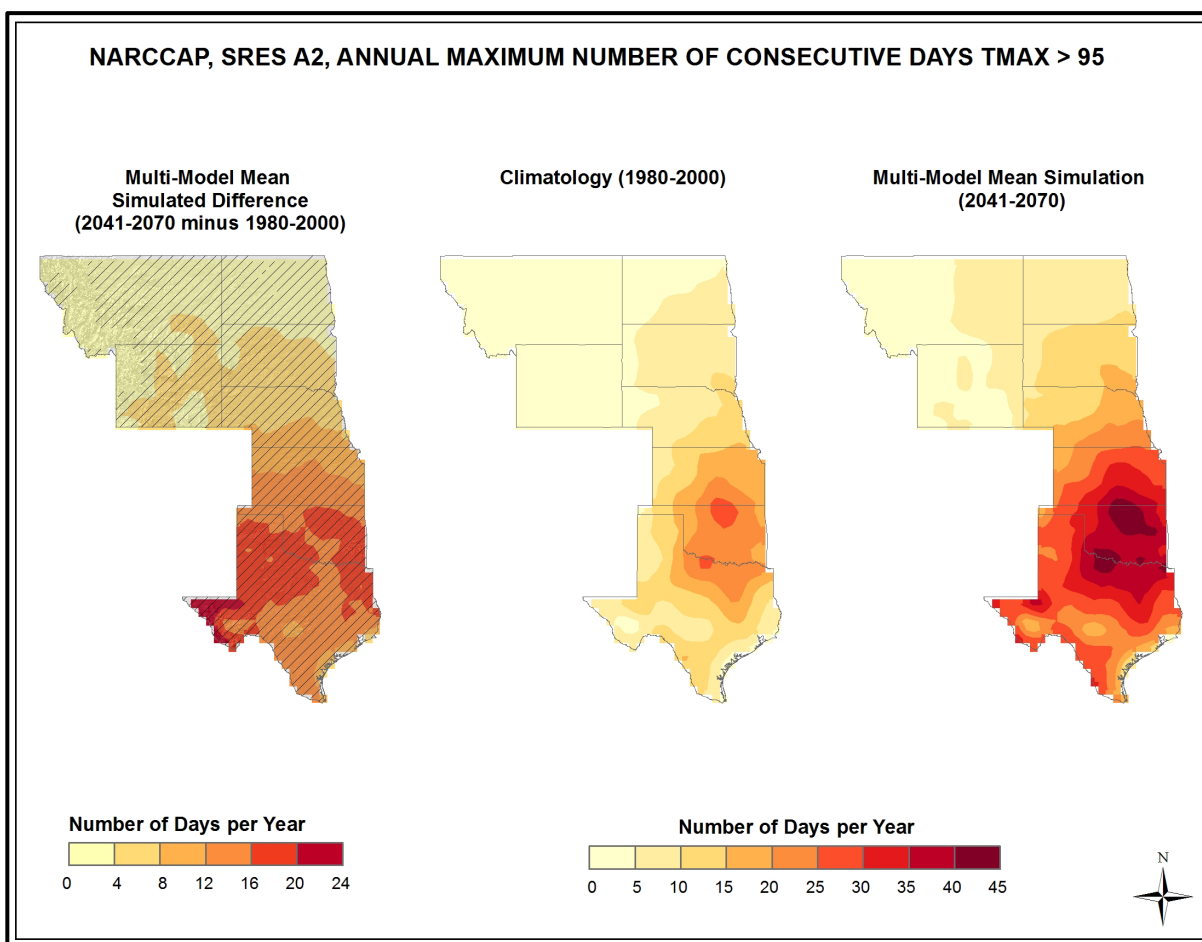 NARCCAP, SRES A2, ANNUAL MAXIMUM NUMBER OF CONSECUTIVE DAYS TMAX > 95
Multi-Model Mean
Simulated Difference
(2041-2070 minus 1980-2000)
Climatology (1980-2000)
Multi-Model Mean Simulation
(2041-2070)
Number of Days per Year
0 4 8 12 16 20 24
Number of Days per Year
0 5 10 15 20 25 30 35 40 45
N